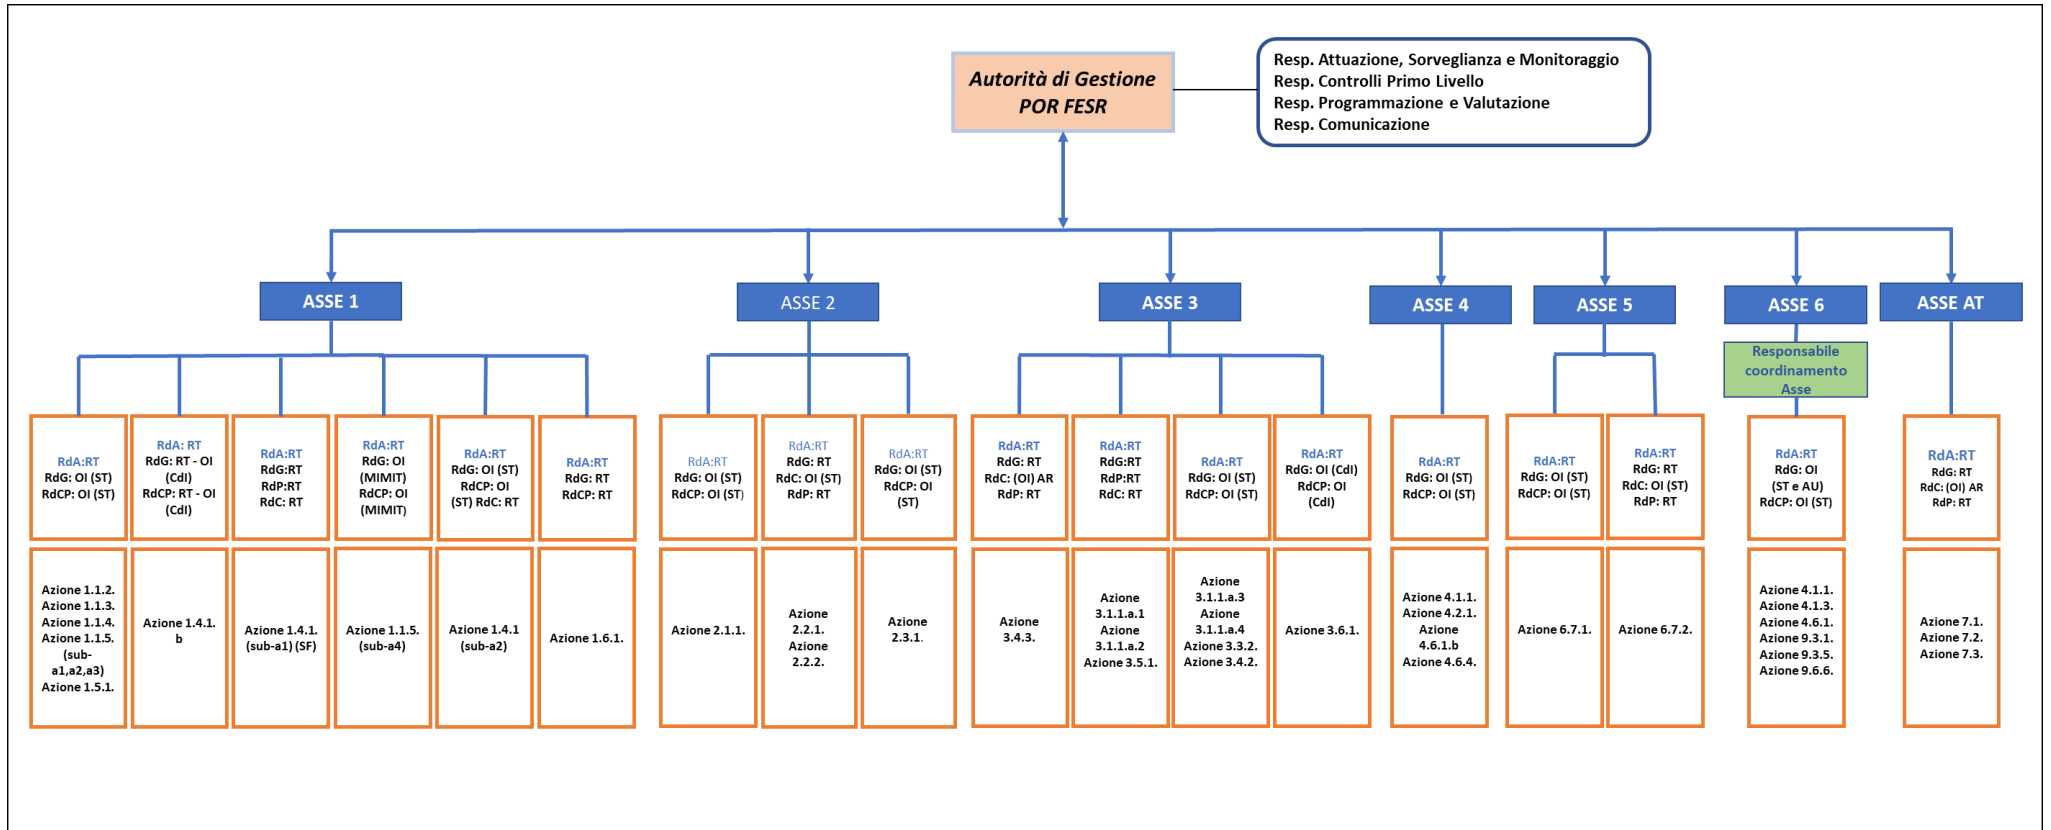 Autorità di Gestione
POR FESR
Resp. Attuazione, Sorveglianza e Monitoraggio
Resp. Controlli Primo Livello
Resp. Programmazione e Valutazione
Resp. Comunicazione
ASSE 1
ASSE 2
ASSE 3
ASSE 4
ASSE 5
ASSE 6
ASSE AT
Responsabile
coordinamento
Asse
RdA:RT
RdG: OI (ST)
RdCP: OI (ST)
RdA: RT
RdG: RT - OI
(CdI)
RdCP: RT - OI
(CdI)
RdA:RT
RdG:RT
RdP:RT
RdC: RT
RdA:RT
RdG: OI
(MIMIT)
RdCP: OI
(MIMIT)
RdA:RT
RdG: OI (ST)
RdCP: OI
(ST) RdC: RT
RdA:RT
RdG: RT
RdCP: RT
RdA:RT
RdG: OI (ST)
RdCP: OI (ST)
RdA:RT
RdG: RT
RdC: OI (ST)
RdP: RT
RdA:RT
RdG: OI (ST)
RdCP: OI
(ST)
RdA:RT
RdG: RT
RdC: (OI) AR
RdP: RT
RdA:RT
RdG:RT
RdP:RT
RdC: RT
RdA:RT
RdG: OI (ST)
RdCP: OI (ST)
RdA:RT
RdG: OI (CdI)
RdCP: OI
(CdI)
RdA:RT
RdG: OI (ST)
RdCP: OI (ST)
RdA:RT
RdG: OI (ST)
RdCP: OI (ST)
RdA:RT
RdG: RT
RdC: OI (ST)
RdP: RT
RdA:RT
RdG: OI
(ST e AU)
RdCP: OI (ST)
RdA:RT
RdG: RT
RdC: (OI) AR
RdP: RT
Azione 1.1.2.
Azione 1.1.3.
Azione 1.1.4.
Azione 1.1.5.
(sub-
a1,a2,a3)
Azione 1.5.1.
Azione 1.4.1.
b
Azione 1.4.1.
(sub-a1) (SF)
Azione 1.1.5.
(sub-a4)
Azione 1.4.1
(sub-a2)
Azione 1.6.1.
Azione 2.1.1.
Azione
2.2.1.
Azione
2.2.2.
Azione
2.3.1.
Azione
3.4.3.
Azione
3.1.1.a.1
Azione
3.1.1.a.2
Azione 3.5.1.
Azione
3.1.1.a.3
Azione
3.1.1.a.4
Azione 3.3.2.
Azione 3.4.2.
Azione 3.6.1.
Azione 4.1.1.
Azione 4.2.1.
Azione
4.6.1.b
Azione 4.6.4.
Azione 6.7.1.
Azione 6.7.2.
Azione 4.1.1.
Azione 4.1.3.
Azione 4.6.1.
Azione 9.3.1.
Azione 9.3.5.
Azione 9.6.6.
Azione 7.1.
Azione 7.2.
Azione 7.3.